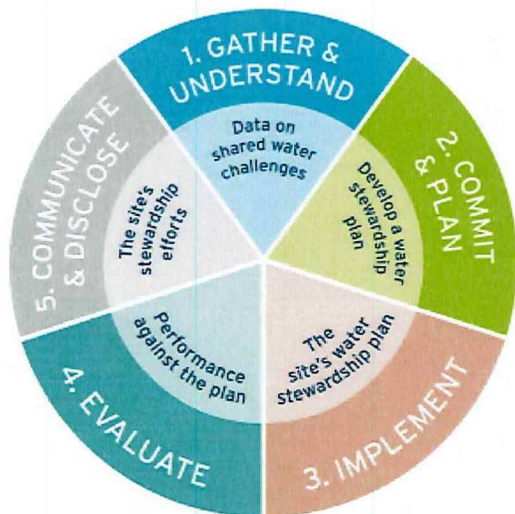 1. GATHER &
UNDERSTAND
Data on
shared water
challenges
2. COMMIT
& PLAN
Develop a water
stewardship
plan
3. IMPLEMENT
The
site's water
stewardship plan
4. EVALUATE
Performance
against the plan
5. COMMUNICATE
& DISCLOSE
The site's
stewardship
efforts